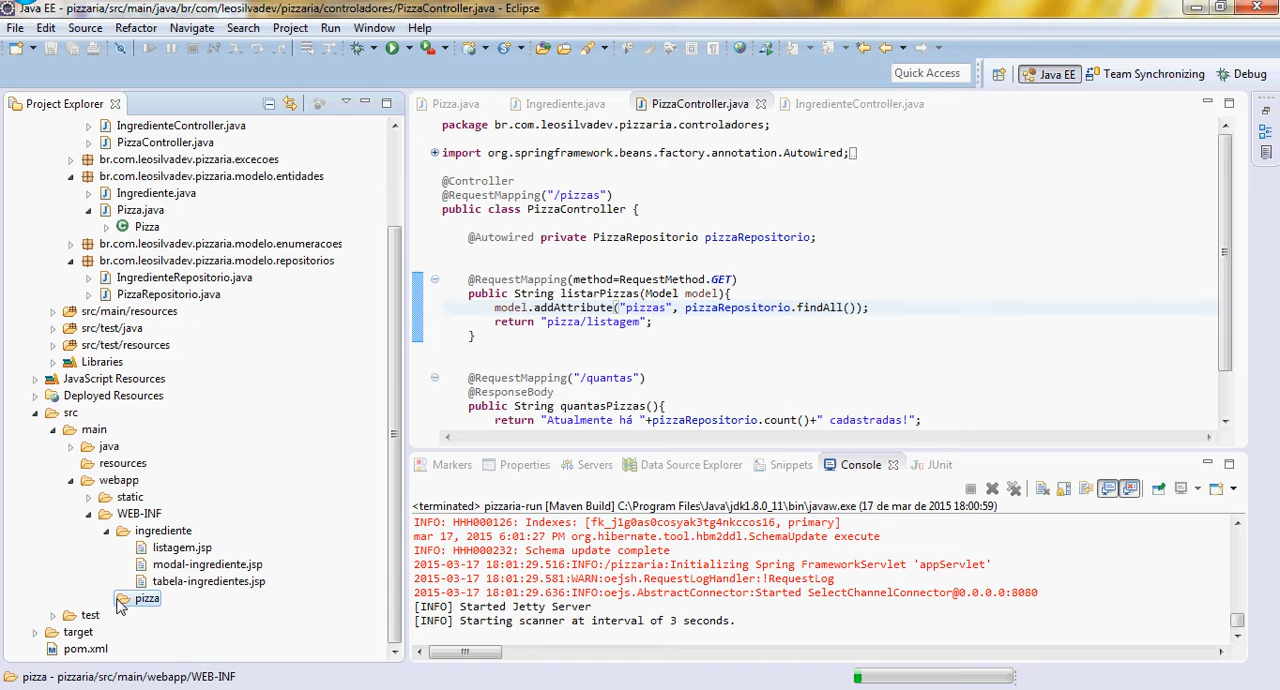 Java EE - pizzaria/src/main/java/br/com/leosilvadev/pizzaria/controladores/PizzaController.java - Eclipse
File Edit Source Refactor Navigate Search Project Run Window Help
Quick Access Java EE Team Synchronizing Debug
Project Explorer
IngredienteController.java
PizzaController.java
br.com.leosilvadev.pizzaria.excecoes
br.com.leosilvadev.pizzaria.modelo.entidades
Ingrediente.java
Pizza.java
Pizza
br.com.leosilvadev.pizzaria.modelo.enumeracoes
br.com.leosilvadev.pizzaria.modelo.repositorios
IngredienteRepositorio.java
PizzaRepositorio.java
src/main/resources
src/test/java
src/test/resources
Libraries
JavaScript Resources
Deployed Resources
src
main
java
resources
webapp
static
WEB-INF
ingrediente
listagem.jsp
modal-ingrediente.jsp
tabela-ingredientes.jsp
pizza
test
target
pom.xml
Pizza.java Ingrediente.java PizzaController.java IngredienteController.java
package br.com.leosilvadev.pizzaria.controladores;
import org.springframework.beans.factory.annotation.Autowired;
@Controller
@RequestMapping("/pizzas")
public class PizzaController {
@Autowired private PizzaRepositorio pizzaRepositorio;
@RequestMapping(method=RequestMethod.GET)
public String listarPizzas(Model model){
model.addAttribute("pizzas", pizzaRepositorio.findAll());
return "pizza/listagem";
}
@RequestMapping("/quantas")
@ResponseBody
public String quantasPizzas(){
return "Atualmente há "+pizzaRepositorio.count()+" cadastradas!";
Markers Properties Servers Data Source Explorer Snippets Console JUnit
<terminated> pizzaria-run [Maven Build] C:\Program Files\Java\jdk1.8.0_11\bin\javaw.exe (17 de mar de 2015 18:00:59)
INFO: HHH000126: Indexes: [fk_j1g0as0cosyak3tg4nkccos16, primary]
mar 17, 2015 6:01:27 PM org.hibernate.tool.hbm2ddl.SchemaUpdate execute
INFO: HHH000232: Schema update complete
2015-03-17 18:01:29.516:INFO:/pizzaria:Initializing Spring FrameworkServlet 'appServlet'
2015-03-17 18:01:29.581:WARN:oejsh.RequestLogHandler:!RequestLog
2015-03-17 18:01:29.636:INFO:oejs.AbstractConnector:Started SelectChannelConnector@0.0.0.0:8080
[INFO] Started Jetty Server
[INFO] Starting scanner at interval of 3 seconds.
pizza - pizzaria/src/main/webapp/WEB-INF